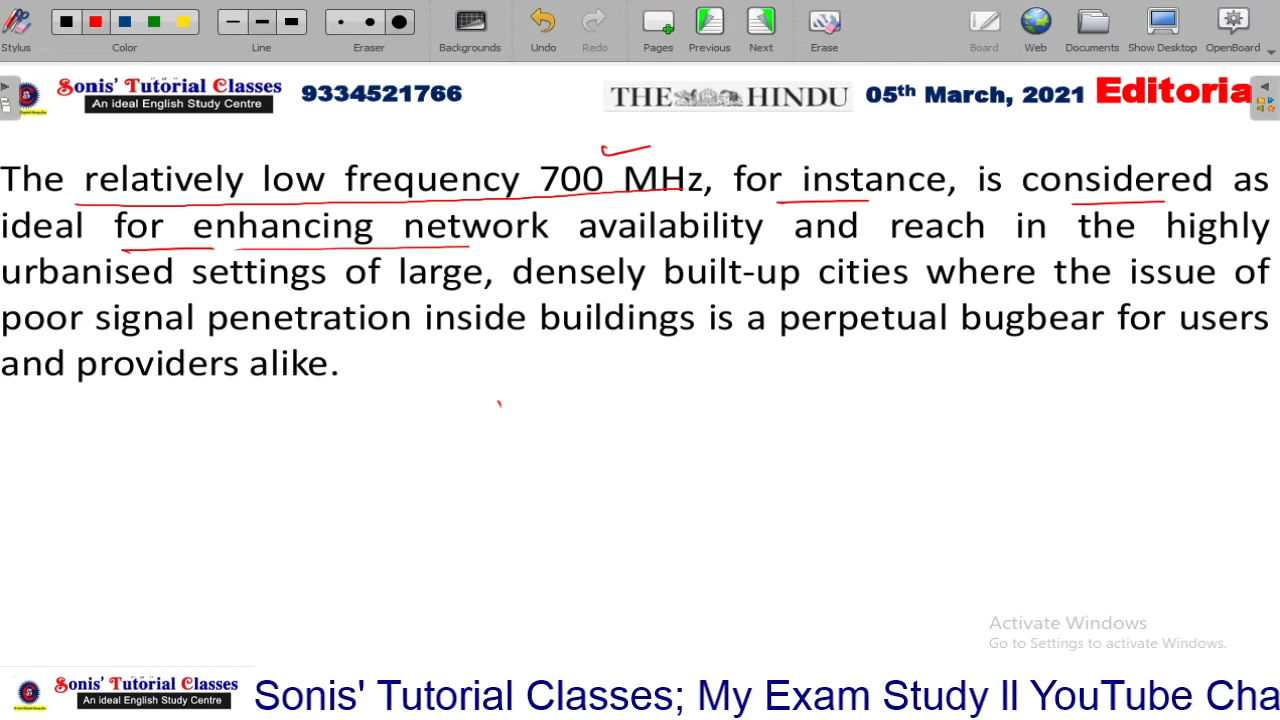 Stylus Color Line Eraser Backgrounds Undo Redo Pages Previous Next Erase Board Web Documents Show Desktop OpenBoard
Sonis' Tutorial Classes
An ideal English Study Centre
9334521766
THE HINDU
05th March, 2021 Editoria
The relatively low frequency 700 MHz, for instance, is considered as
ideal for enhancing network availability and reach in the highly
urbanised settings of large, densely built-up cities where the issue of
poor signal penetration inside buildings is a perpetual bugbear for users
and providers alike.
Activate Windows
Go to Settings to activate Windows.
Sonis' Tutorial Classes
An ideal English Study Centre
Sonis' Tutorial Classes; My Exam Study ll YouTube Cha